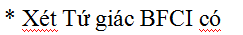 * Xét Tứ giác BFCI có